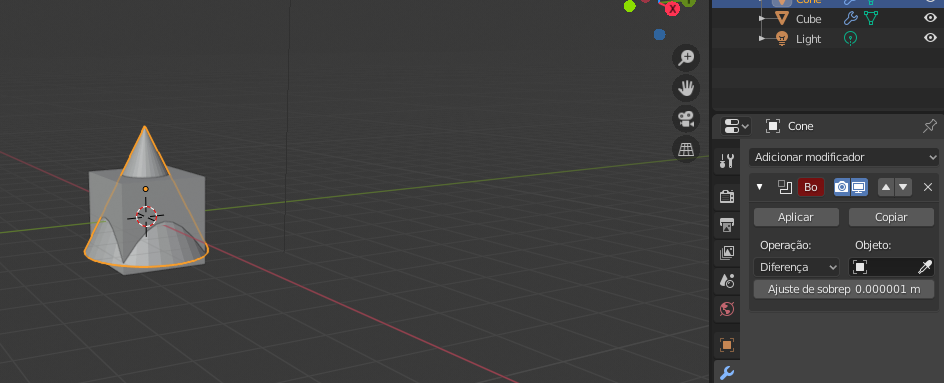 Cone
Cube
Light
X
Y
Cone
Adicionar modificador
Bo
Aplicar
Copiar
Operação:
Objeto:
Diferença
Ajuste de sobrep 0.000001 m